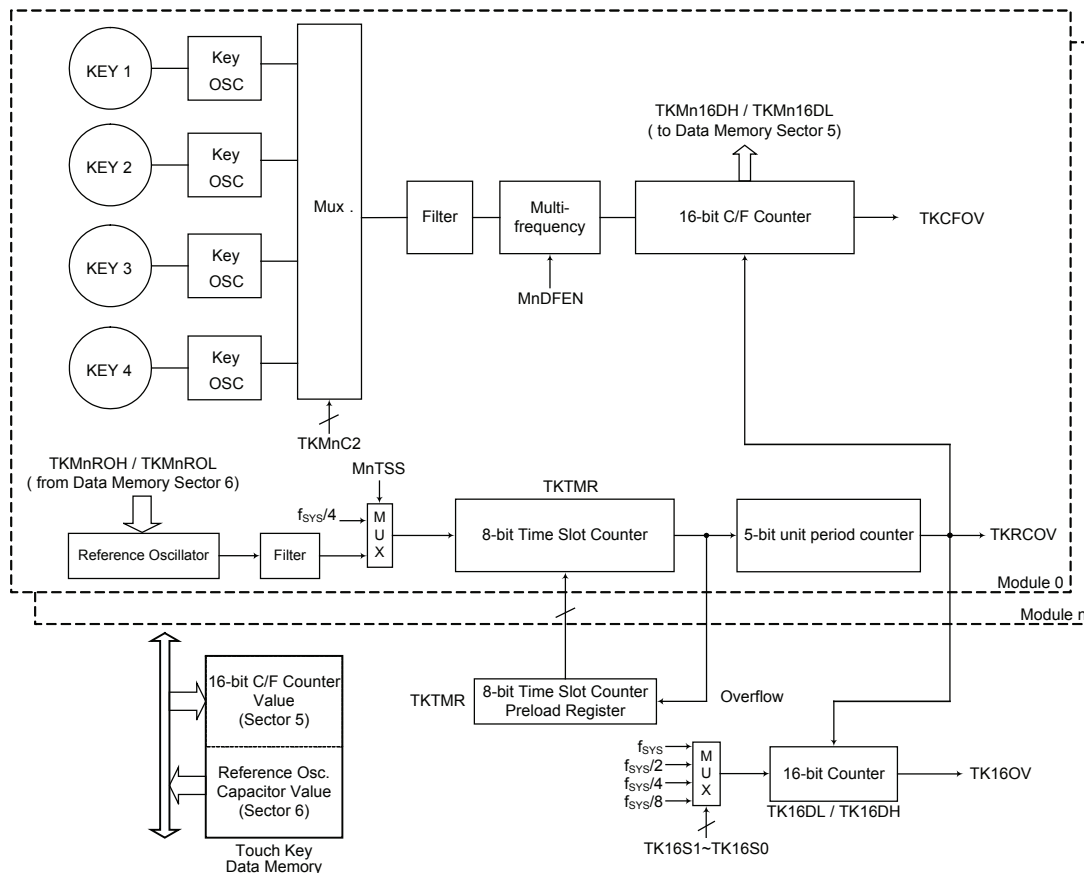 KEY 1
Key
OSC
KEY 2
Key
OSC
KEY 3
Key
OSC
KEY 4
Key
OSC
Mux .
TKMnC2
Filter
Multi-
frequency
MnDFEN
TKMn16DH / TKMn16DL
( to Data Memory Sector 5)
16-bit C/F Counter
TKCFOV
TKMnROH / TKMnROL
( from Data Memory Sector 6)
Reference Oscillator
Filter
MnTSS
fSYS/4
M
U
X
TKTMR
8-bit Time Slot Counter
5-bit unit period counter
TKRCOV
Module 0
Module n
TKTMR
8-bit Time Slot Counter
Preload Register
Overflow
16-bit C/F Counter
Value
(Sector 5)
Reference Osc.
Capacitor Value
(Sector 6)
Touch Key
Data Memory
fSYS
fSYS/2
fSYS/4
fSYS/8
M
U
X
TK16S1~TK16S0
16-bit Counter
TK16DL / TK16DH
TK16OV